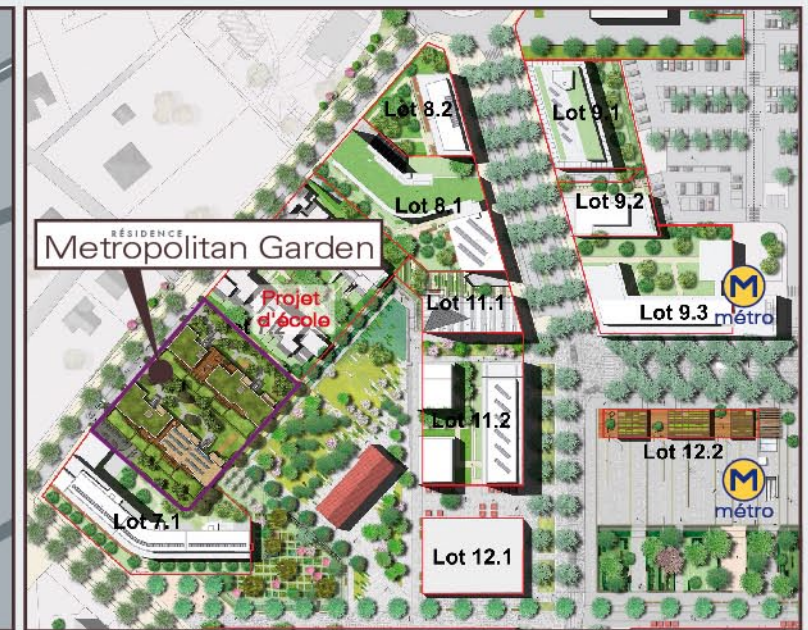 Lot 8.2
Lot 9.1
Lot 8.1
Lot 9.2
RÉSIDENCE
Metropolitan Garden
Projet
d'école
Lot 11.1
Lot 9.3
M
métro
Lot 11.2
Lot 12.2
M
métro
Lot 7.1
Lot 12.1